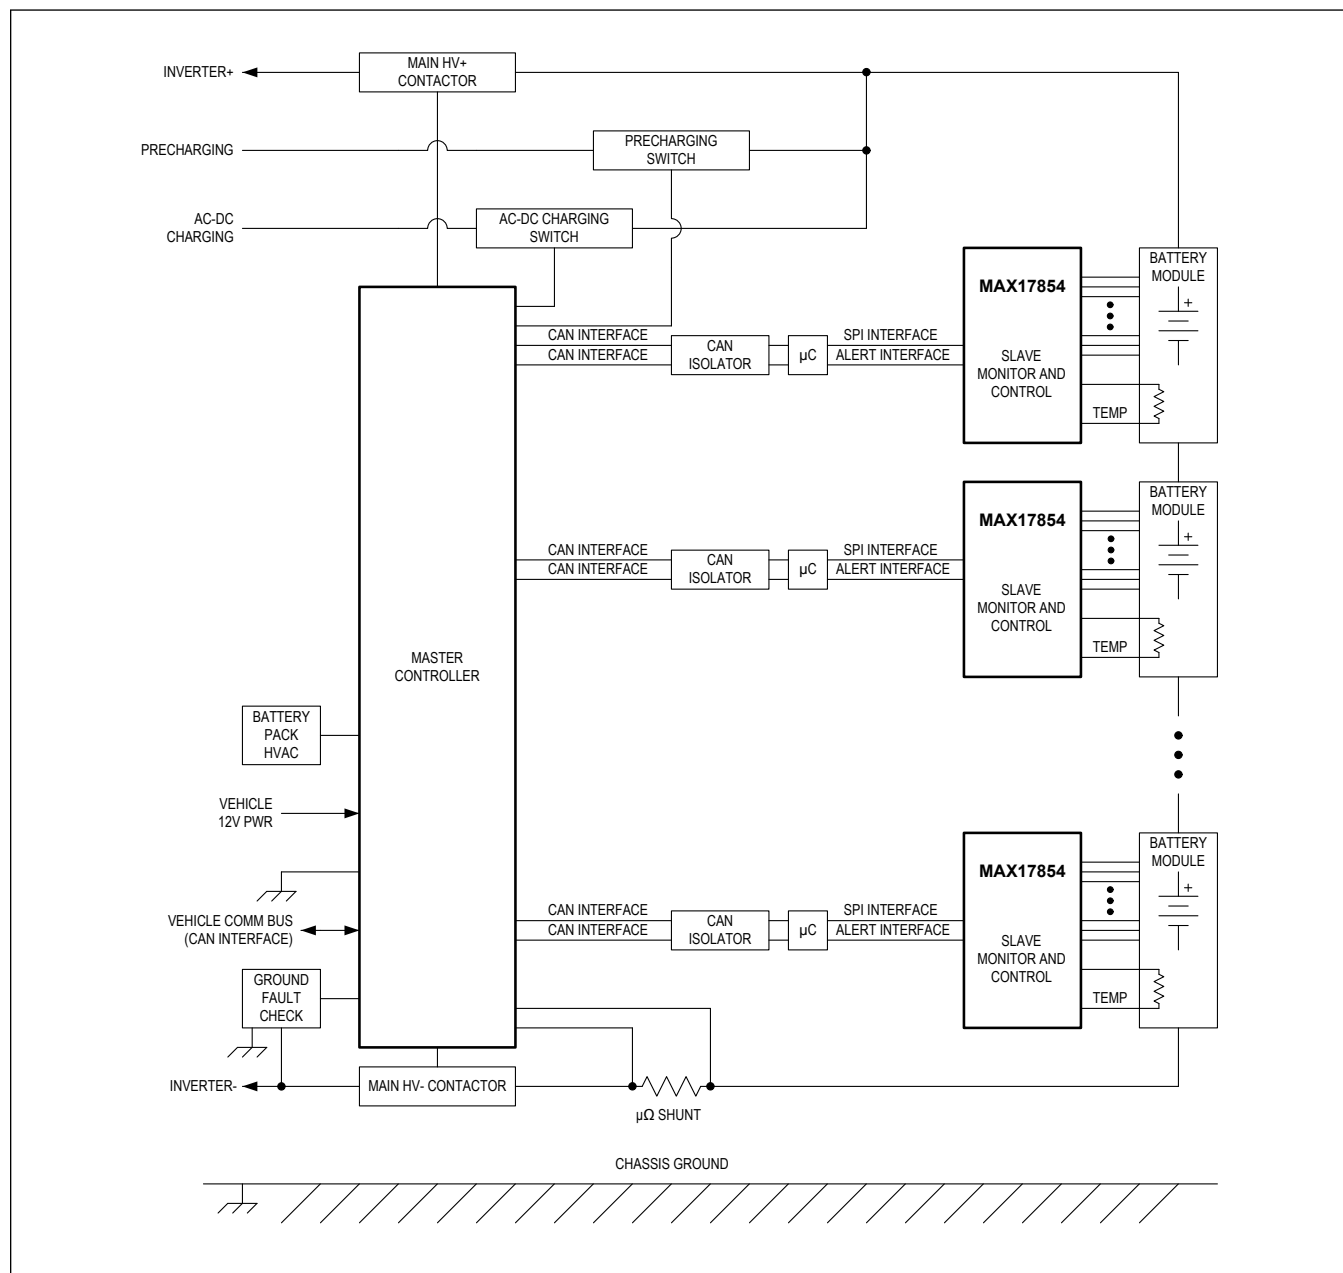 INVERTER+
MAIN HV+
CONTACTOR
PRECHARGING
PRECHARGING
SWITCH
AC-DC
CHARGING
AC-DC CHARGING
SWITCH
MAX17854
SLAVE
MONITOR AND
CONTROL
BATTERY
MODULE
+
TEMP
CAN INTERFACE
CAN INTERFACE
CAN
ISOLATOR
µC
SPI INTERFACE
ALERT INTERFACE
MAX17854
SLAVE
MONITOR AND
CONTROL
BATTERY
MODULE
+
TEMP
CAN INTERFACE
CAN INTERFACE
CAN
ISOLATOR
µC
SPI INTERFACE
ALERT INTERFACE
MASTER
CONTROLLER
BATTERY
PACK
HVAC
VEHICLE
12V PWR
MAX17854
SLAVE
MONITOR AND
CONTROL
BATTERY
MODULE
+
TEMP
CAN INTERFACE
CAN INTERFACE
CAN
ISOLATOR
µC
SPI INTERFACE
ALERT INTERFACE
VEHICLE COMM BUS
(CAN INTERFACE)
GROUND
FAULT
CHECK
INVERTER-
MAIN HV- CONTACTOR
µΩ SHUNT
CHASSIS GROUND